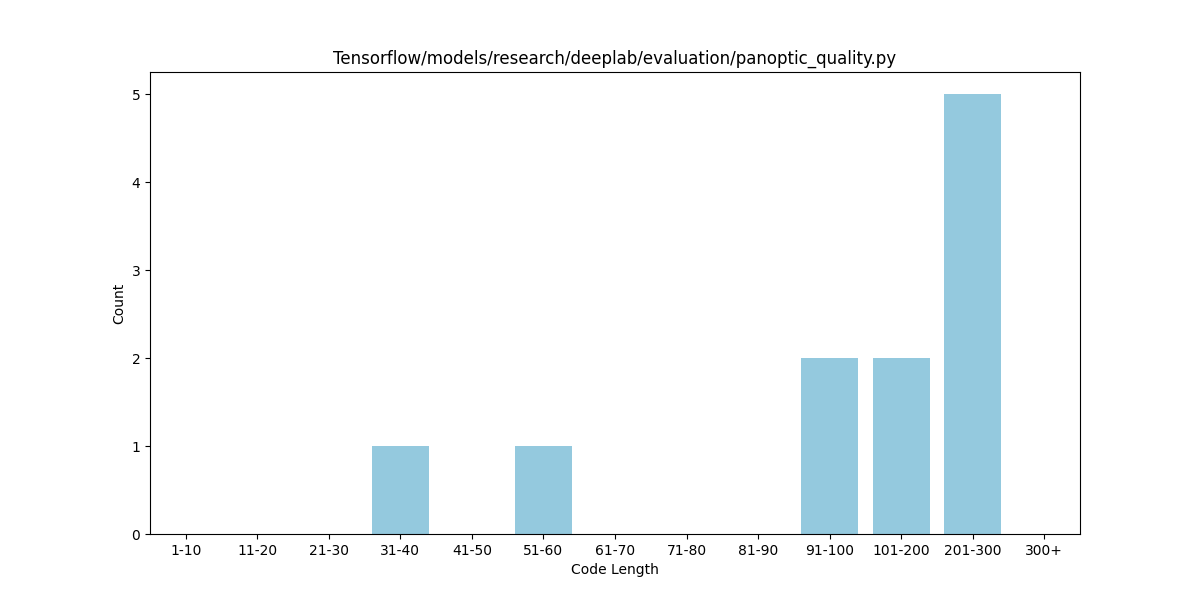 Tensorflow/models/research/deeplab/evaluation/panoptic_quality.py
5
4
3
2
1
0
Count
1-10 11-20 21-30 31-40 41-50 51-60 61-70 71-80 81-90 91-100 101-200 201-300 300+
Code Length